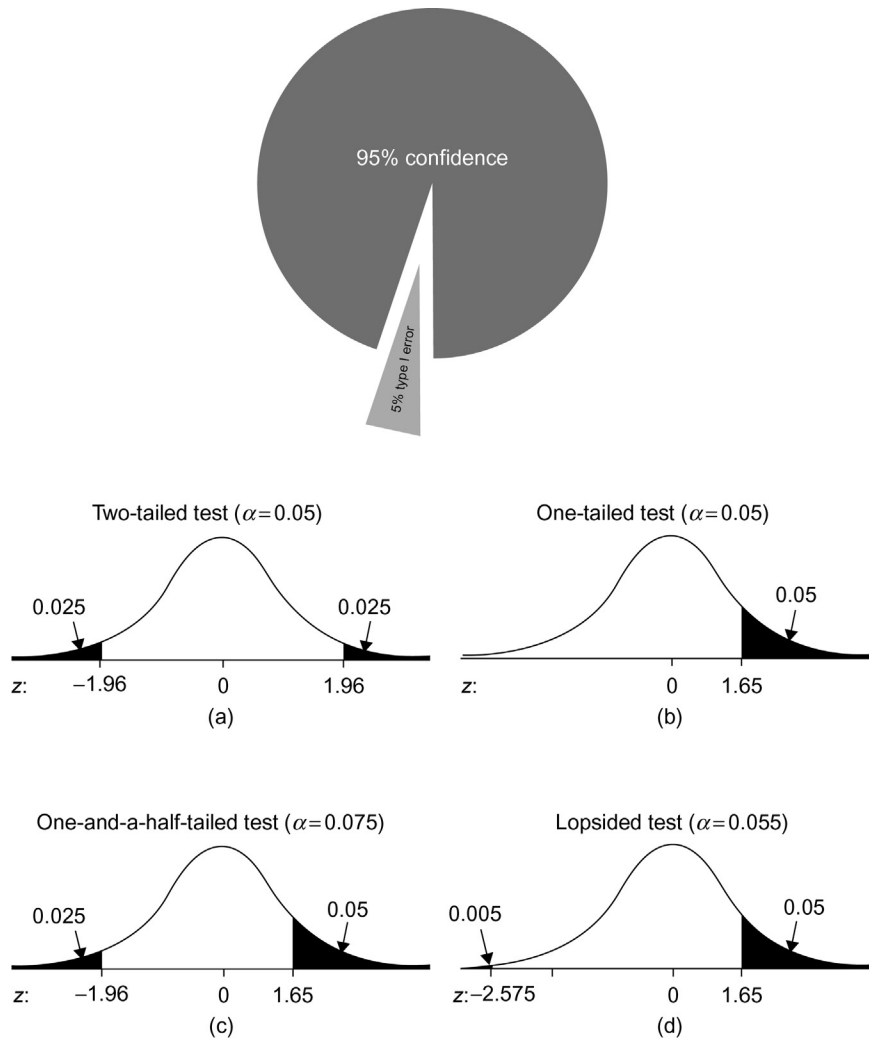 95% confidence
5% type I error
Two-tailed test (α=0.05)
0.025
0.025
z:
−1.96
0
1.96
(a)
One-tailed test (α=0.05)
0.05
z:
0
1.65
(b)
One-and-a-half-tailed test (α=0.075)
0.025
0.05
z:
−1.96
0
1.65
(c)
Lopsided test (α=0.055)
0.005
0.05
z:−2.575
0
1.65
(d)